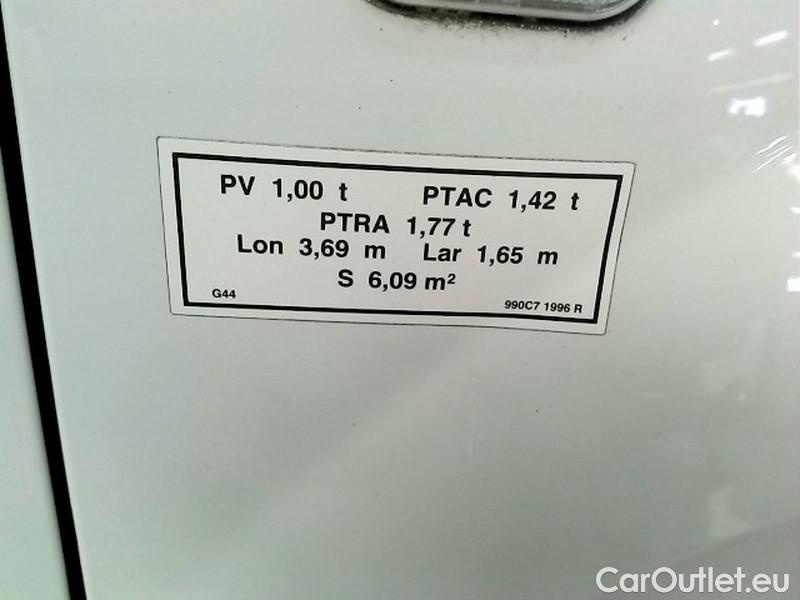 PV 1,00 t PTAC 1,42 t
PTRA 1,77 t
Lon 3,69 m Lar 1,65 m
S 6,09 m²
G44 990C7 1996 R
CarOutlet.eu